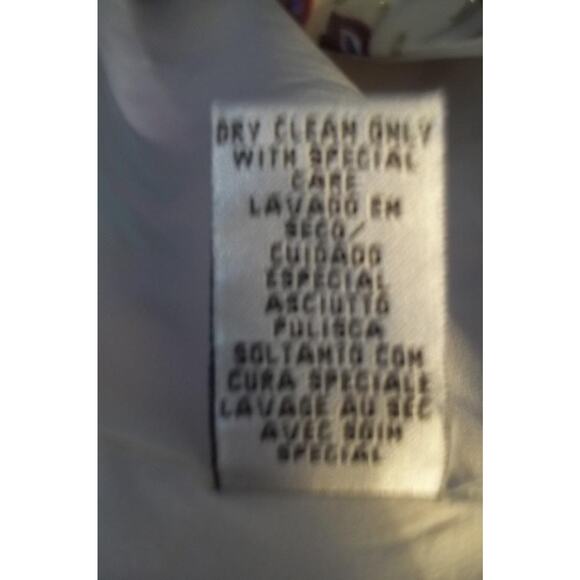 DRY CLEAN ONLY
WITH SPECIAL
CARE
LAVADO EN
SECO/
CUIDADO
ESPECIAL
ASCIUTTO
PULISCA
SOLTANTO CON
CURA SPECIALE
LAVAGE AU SEC
AVEC SOIN
SPECIAL